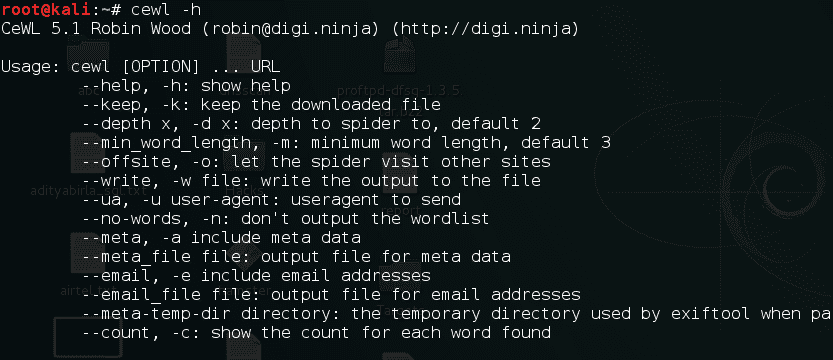 root@kali:~# cewl -h
CeWL 5.1 Robin Wood (robin@digi.ninja) (http://digi.ninja)
Usage: cewl [OPTION] ... URL
--help, -h: show help
--keep, -k: keep the downloaded file
--depth x, -d x: depth to spider to, default 2
--min_word_length, -m: minimum word length, default 3
--offsite, -o: let the spider visit other sites
--write, -w file: write the output to the file
--ua, -u user-agent: useragent to send
--no-words, -n: don't output the wordlist
--meta, -a include meta data
--meta_file file: output file for meta data
--email, -e include email addresses
--email_file file: output file for email addresses
--meta-temp-dir directory: the temporary directory used by exiftool when pa
--count, -c: show the count for each word found